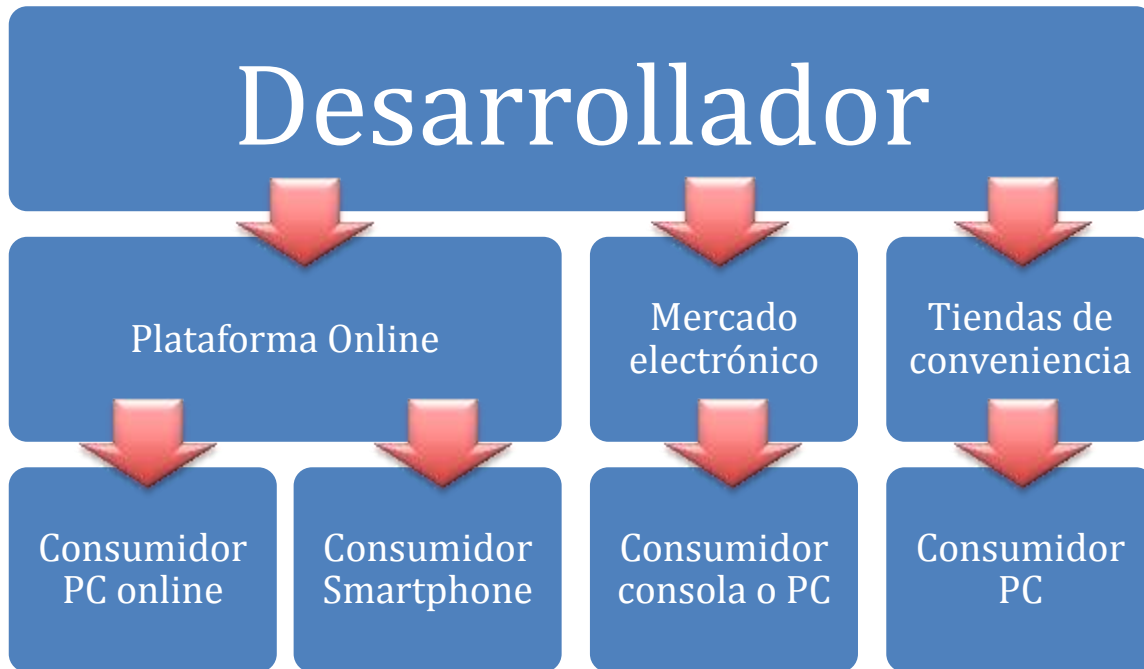 Desarrollador
Plataforma Online
Mercado
electrónico
Tiendas de
conveniencia
Consumidor
PC online
Consumidor
Smartphone
Consumidor
consola o PC
Consumidor
PC